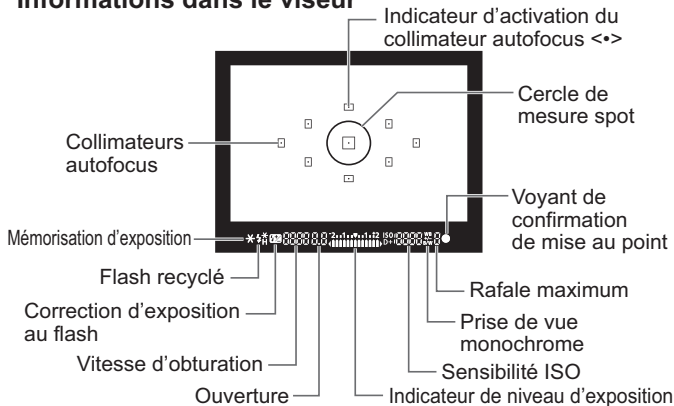 Informations dans le viseur
Indicateur d'activation du
collimateur autofocus <•>
Cercle de
mesure spot
Collimateurs
autofocus
Voyant de
confirmation
de mise au point
Mémorisation d'exposition
Flash recyclé
Rafale maximum
Correction d'exposition
au flash
Prise de vue
monochrome
Vitesse d'obturation
Sensibilité ISO
Ouverture
Indicateur de niveau d'exposition